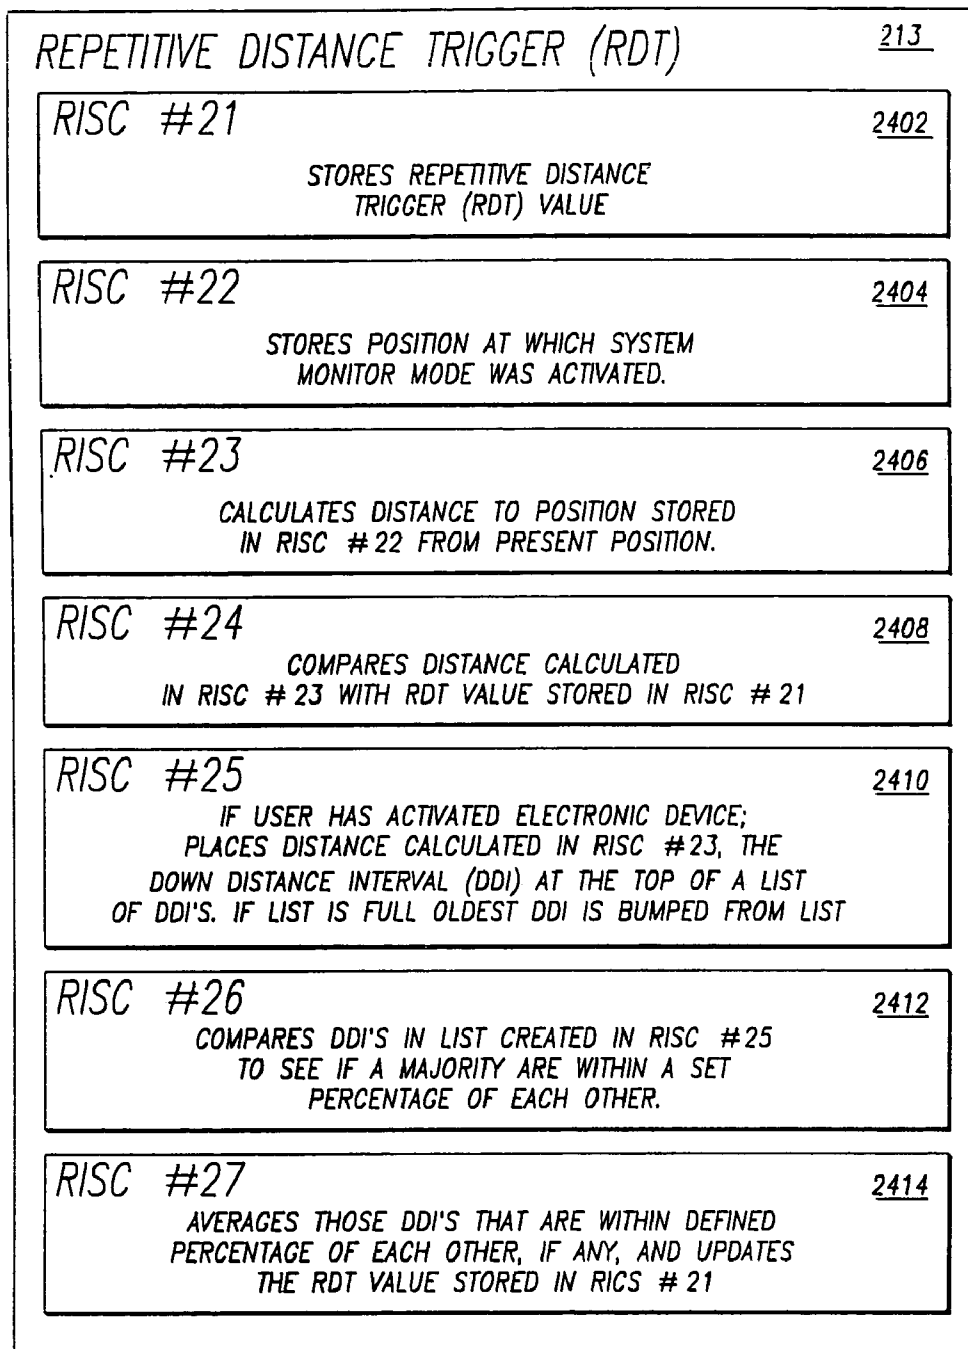 REPETITIVE DISTANCE TRIGGER (RDT) 213
RISC #21 2402
STORES REPETITIVE DISTANCE
TRIGGER (RDT) VALUE
RISC #22 2404
STORES POSITION AT WHICH SYSTEM
MONITOR MODE WAS ACTIVATED.
RISC #23 2406
CALCULATES DISTANCE TO POSITION STORED
IN RISC #22 FROM PRESENT POSITION.
RISC #24 2408
COMPARES DISTANCE CALCULATED
IN RISC #23 WITH RDT VALUE STORED IN RISC #21
RISC #25 2410
IF USER HAS ACTIVATED ELECTRONIC DEVICE;
PLACES DISTANCE CALCULATED IN RISC #23, THE
DOWN DISTANCE INTERVAL (DDI) AT THE TOP OF A LIST
OF DDI'S. IF LIST IS FULL OLDEST DDI IS BUMPED FROM LIST
RISC #26 2412
COMPARES DDI'S IN LIST CREATED IN RISC #25
TO SEE IF A MAJORITY ARE WITHIN A SET
PERCENTAGE OF EACH OTHER.
RISC #27 2414
AVERAGES THOSE DDI'S THAT ARE WITHIN DEFINED
PERCENTAGE OF EACH OTHER, IF ANY, AND UPDATES
THE RDT VALUE STORED IN RICS #21